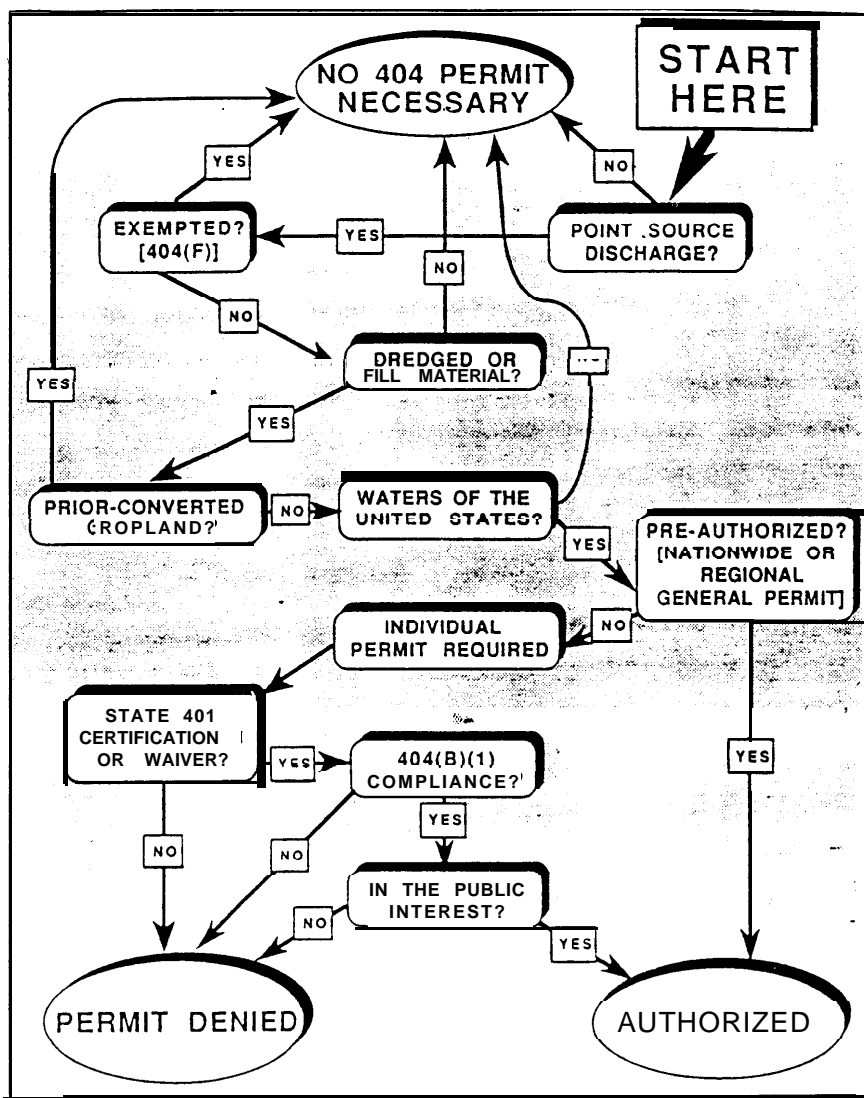 NO 404 PERMIT
NECESSARY
START
HERE
YES
NO
EXEMPTED?
[404(F)]
YES
POINT SOURCE
DISCHARGE?
NO
NO
DREDGED OR
FILL MATERIAL?
YES
YES
PRIOR-CONVERTED
CROPLAND?
NO
WATERS OF THE
UNITED STATES?
YES
PRE-AUTHORIZED?
[NATIONWIDE OR
REGIONAL
GENERAL PERMIT]
INDIVIDUAL
PERMIT REQUIRED
NO
STATE 401
CERTIFICATION
OR WAIVER?
YES
404(B)(1)
COMPLIANCE?
YES
YES
NO
NO
IN THE PUBLIC
INTEREST?
NO
YES
PERMIT DENIED
AUTHORIZED